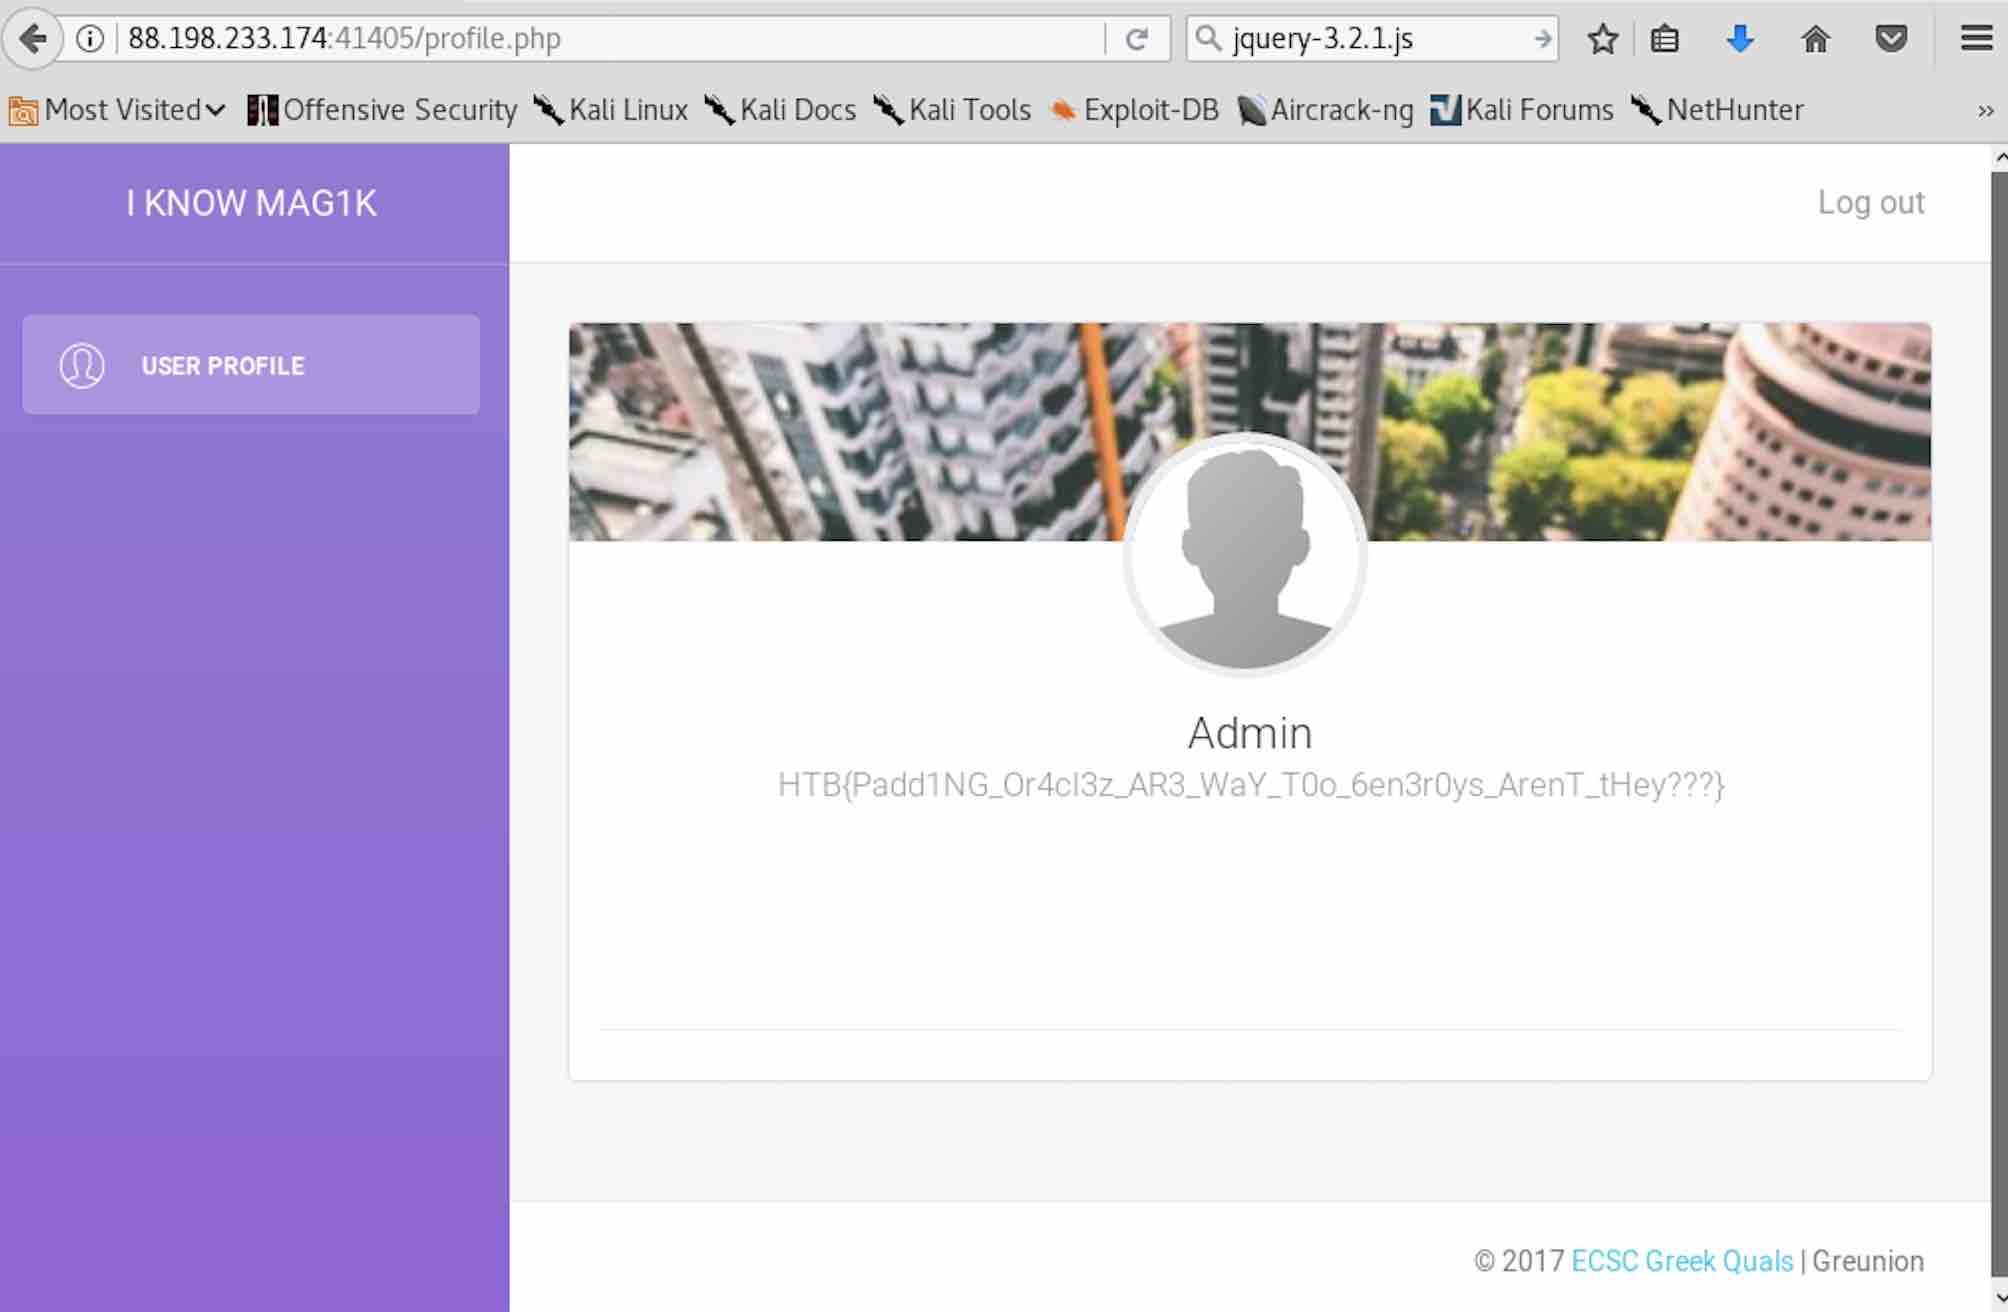 88.198.233.174:41405/profile.php jquery-3.2.1.js
Most Visited Offensive Security Kali Linux Kali Docs Kali Tools Exploit-DB Aircrack-ng Kali Forums NetHunter »
I KNOW MAG1K
Log out
USER PROFILE
Admin
HTB{Padd1NG_Or4cl3z_AR3_WaY_T0o_6en3r0ys_ArenT_tHey???}
© 2017 ECSC Greek Quals | Greunion